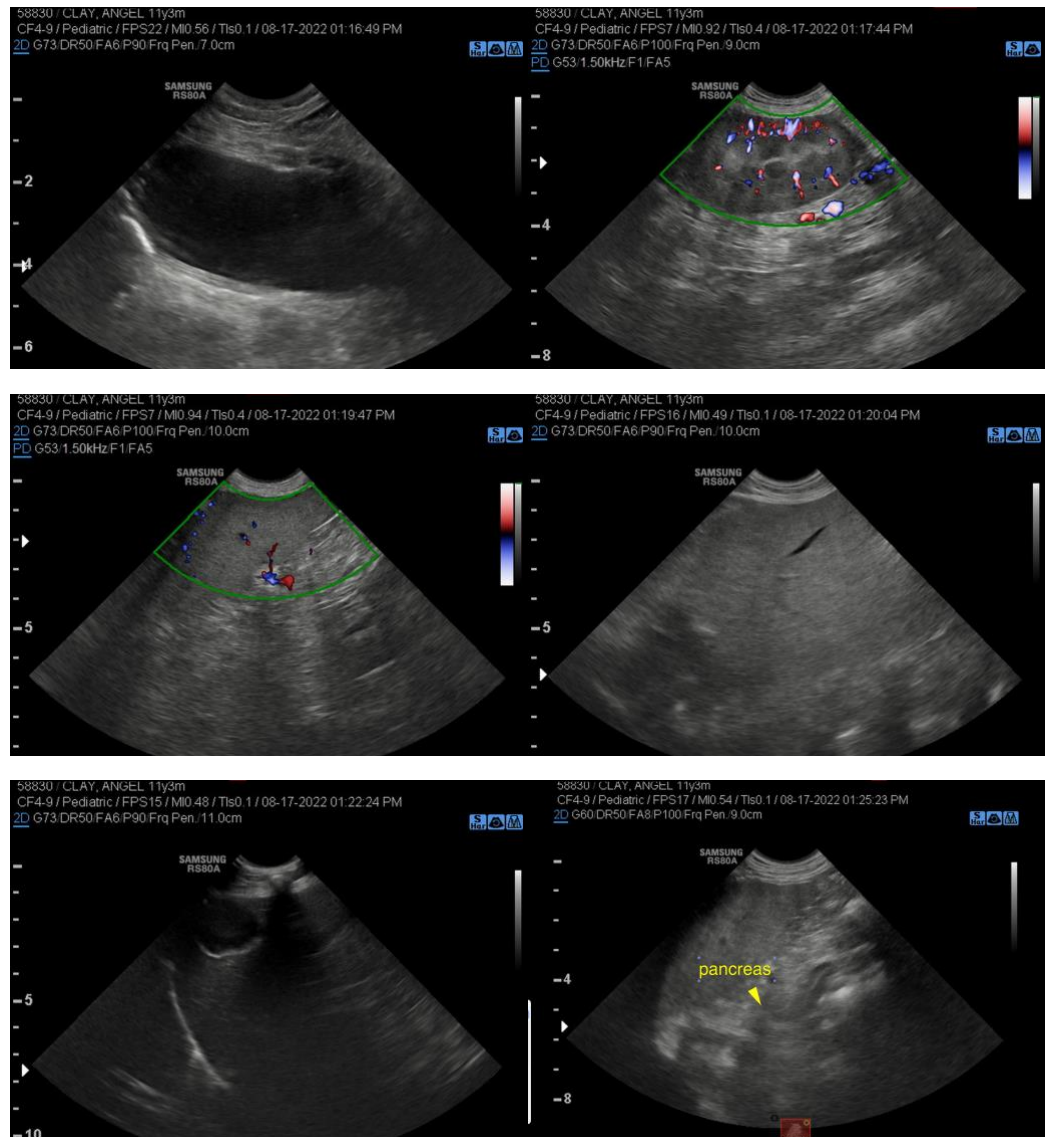 58830 / CLAY, ANGEL 11y3m
CF4-9 / Pediatric / FPS22 / MI0.56 / TIs0.1 / 08-17-2022 01:16:49 PM
2D G73/DR50/FA6/P90/Frq Pen./7.0cm
S Har M
SAMSUNG
RS80A
2
4
6
58830 / CLAY, ANGEL 11y3m
CF4-9 / Pediatric / FPS7 / MI0.92 / TIs0.4 / 08-17-2022 01:17:44 PM
2D G73/DR50/FA6/P100/Frq Pen./9.0cm
PD G53/1.50kHz/F1/FA5
S Har
SAMSUNG
RS80A
4
8
58830 / CLAY, ANGEL 11y3m
CF4-9 / Pediatric / FPS7 / MI0.94 / TIs0.4 / 08-17-2022 01:19:47 PM
2D G73/DR50/FA6/P100/Frq Pen./10.0cm
PD G53/1.50kHz/F1/FA5
S Har
SAMSUNG
RS80A
5
58830 / CLAY, ANGEL 11y3m
CF4-9 / Pediatric / FPS16 / MI0.49 / TIs0.1 / 08-17-2022 01:20:04 PM
2D G73/DR50/FA6/P90/Frq Pen./10.0cm
S Har M
SAMSUNG
RS80A
5
58830 / CLAY, ANGEL 11y3m
CF4-9 / Pediatric / FPS15 / MI0.48 / TIs0.1 / 08-17-2022 01:22:24 PM
2D G73/DR50/FA6/P90/Frq Pen./11.0cm
S Har M
SAMSUNG
RS80A
5
10
58830 / CLAY, ANGEL 11y3m
CF4-9 / Pediatric / FPS17 / MI0.54 / TIs0.1 / 08-17-2022 01:25:23 PM
2D G60/DR50/FA8/P100/Frq Pen./9.0cm
S Har M
SAMSUNG
RS80A
pancreas
4
8